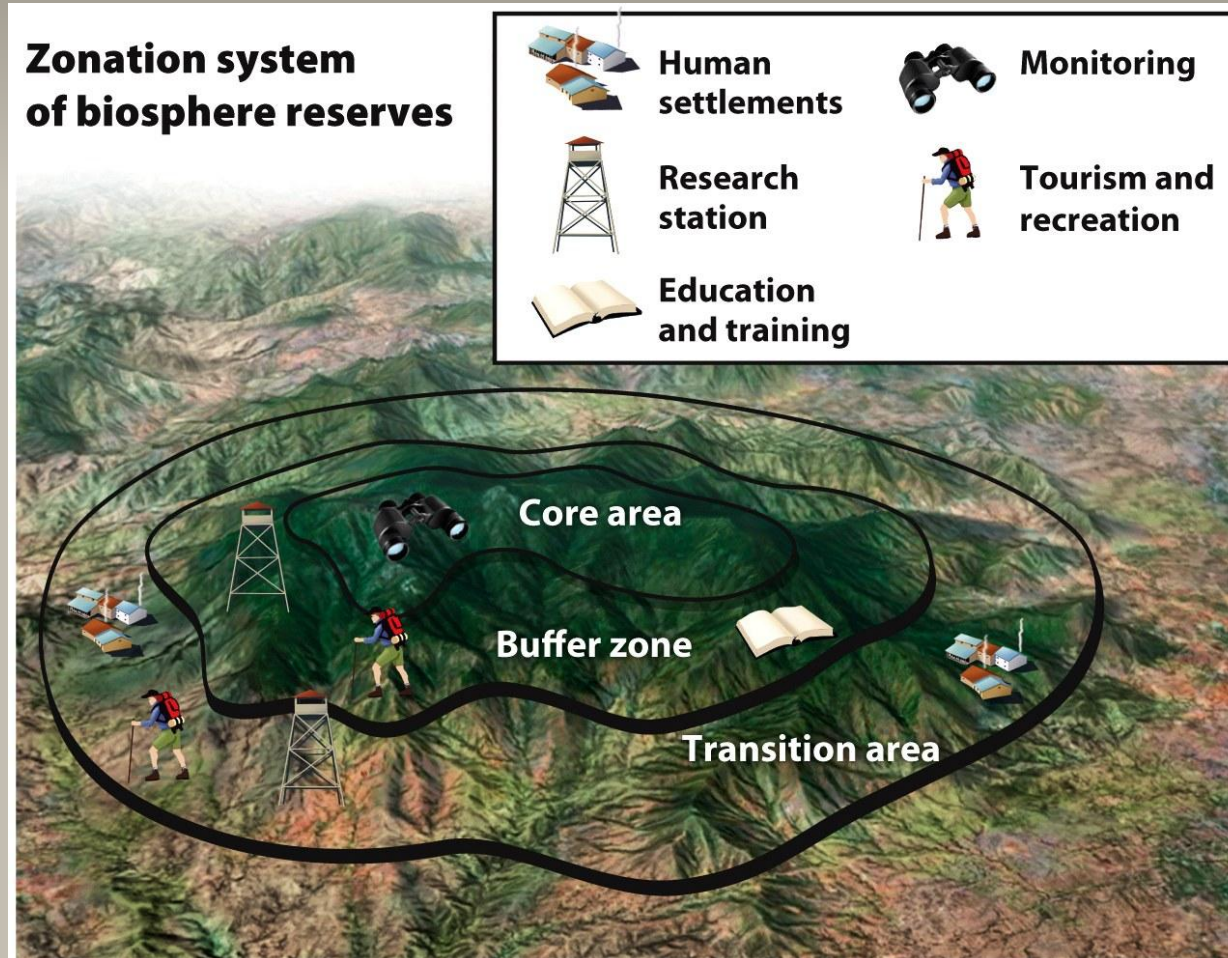 Zonation system
of biosphere reserves
Human
settlements
Monitoring
Research
station
Tourism and
recreation
Education
and training
Core area
Buffer zone
Transition area